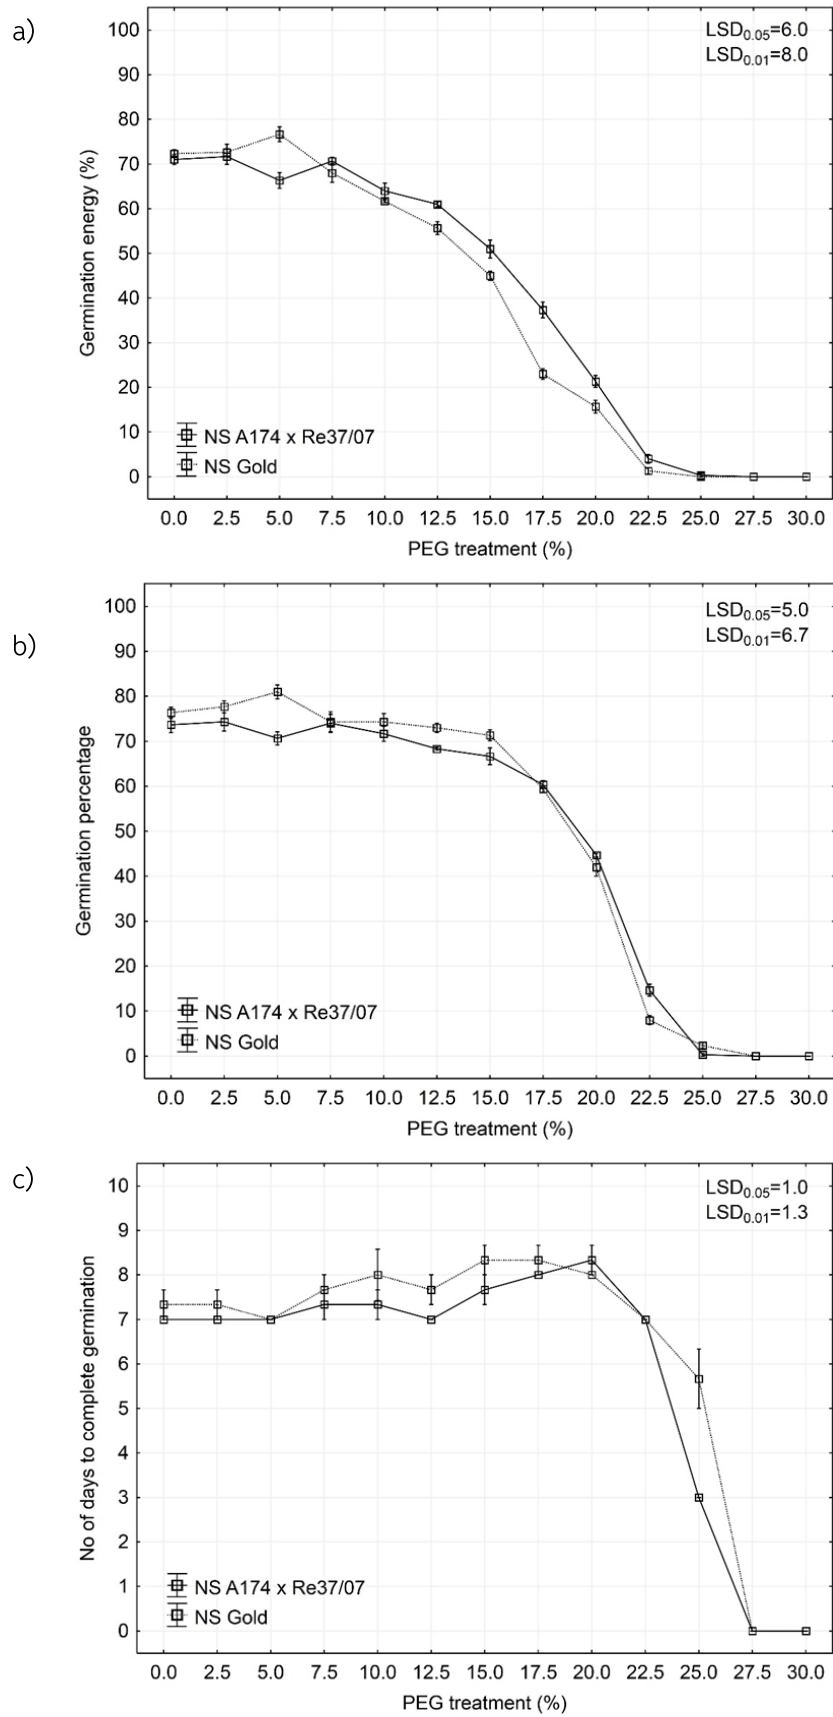 a)
LSD0.05=6.0
LSD0.01=8.0
100
90
80
70
60
50
40
30
20
10
0
Germination energy (%)
NS A174 x Re37/07
NS Gold
0.0 2.5 5.0 7.5 10.0 12.5 15.0 17.5 20.0 22.5 25.0 27.5 30.0
PEG treatment (%)
b)
LSD0.05=5.0
LSD0.01=6.7
100
90
80
70
60
50
40
30
20
10
0
Germination percentage
NS A174 x Re37/07
NS Gold
0.0 2.5 5.0 7.5 10.0 12.5 15.0 17.5 20.0 22.5 25.0 27.5 30.0
PEG treatment (%)
c)
LSD0.05=1.0
LSD0.01=1.3
10
9
8
7
6
5
4
3
2
1
0
No of days to complete germination
NS A174 x Re37/07
NS Gold
0.0 2.5 5.0 7.5 10.0 12.5 15.0 17.5 20.0 22.5 25.0 27.5 30.0
PEG treatment (%)